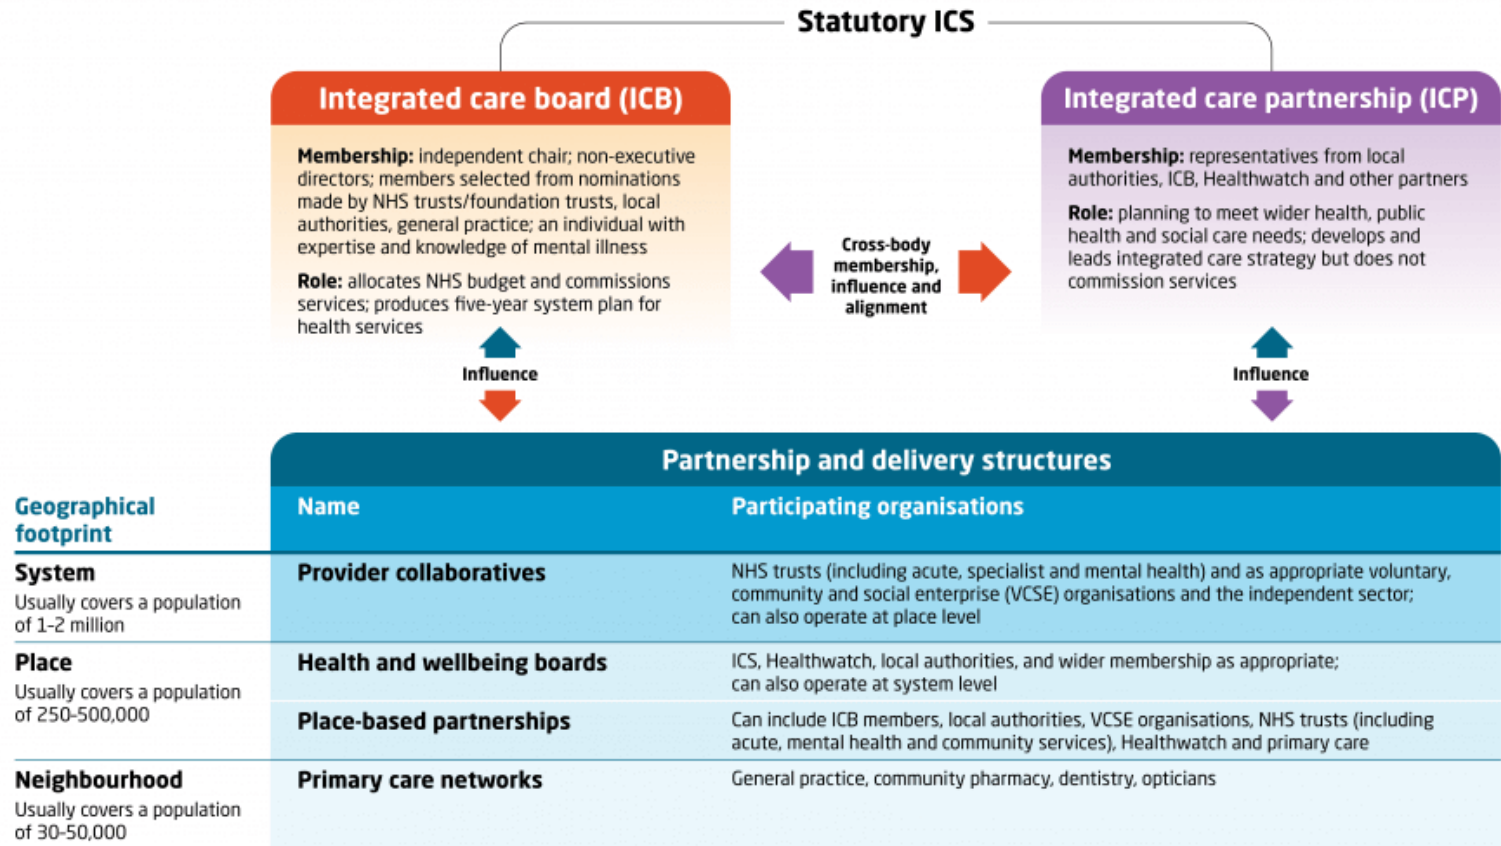 Statutory ICS
Integrated care board (ICB)
Membership: independent chair; non-executive
directors; members selected from nominations
made by NHS trusts/foundation trusts, local
authorities, general practice; an individual with
expertise and knowledge of mental illness
Role: allocates NHS budget and commissions
services; produces five-year system plan for
health services
Cross-body
membership,
influence and
alignment
Integrated care partnership (ICP)
Membership: representatives from local
authorities, ICB, Healthwatch and other partners
Role: planning to meet wider health, public
health and social care needs; develops and
leads integrated care strategy but does not
commission services
Influence
Influence
Partnership and delivery structures
Geographical
footprint
Name
Participating organisations
System
Usually covers a population
of 1–2 million
Provider collaboratives
NHS trusts (including acute, specialist and mental health) and as appropriate voluntary,
community and social enterprise (VCSE) organisations and the independent sector;
can also operate at place level
Place
Usually covers a population
of 250–500,000
Health and wellbeing boards
ICS, Healthwatch, local authorities, and wider membership as appropriate;
can also operate at system level
Place-based partnerships
Can include ICB members, local authorities, VCSE organisations, NHS trusts (including
acute, mental health and community services), Healthwatch and primary care
Neighbourhood
Usually covers a population
of 30–50,000
Primary care networks
General practice, community pharmacy, dentistry, opticians